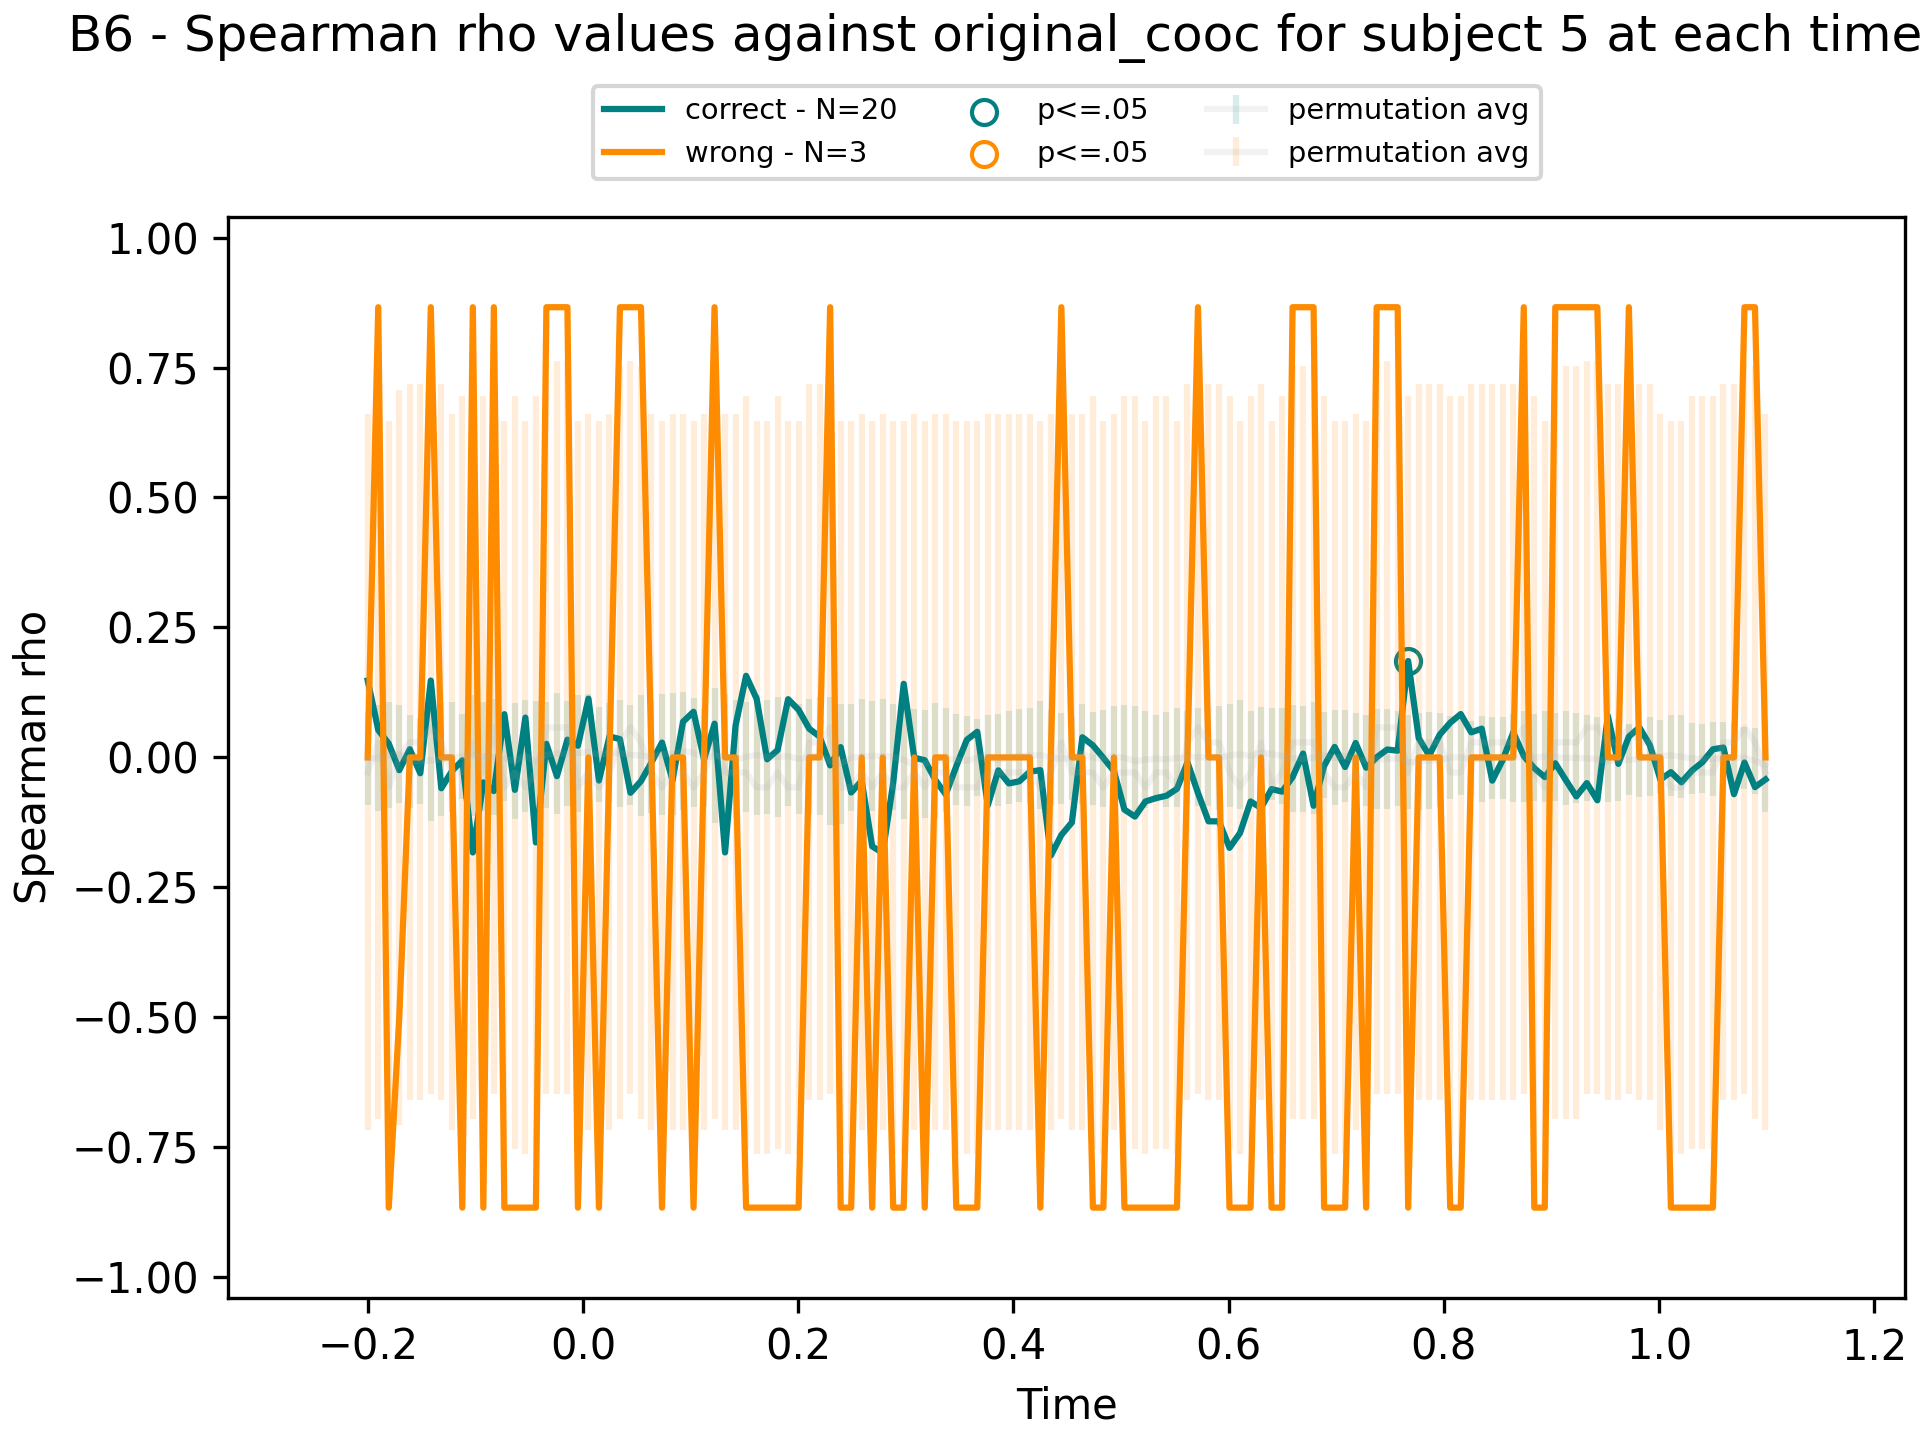 B6 - Spearman rho values against original_cooc for subject 5 at each time
correct - N=20
wrong - N=3
p<=.05
p<=.05
permutation avg
permutation avg
1.00
0.75
0.50
0.25
0.00
−0.25
−0.50
−0.75
−1.00
Spearman rho
−0.2
0.0
0.2
0.4
0.6
0.8
1.0
1.2
Time